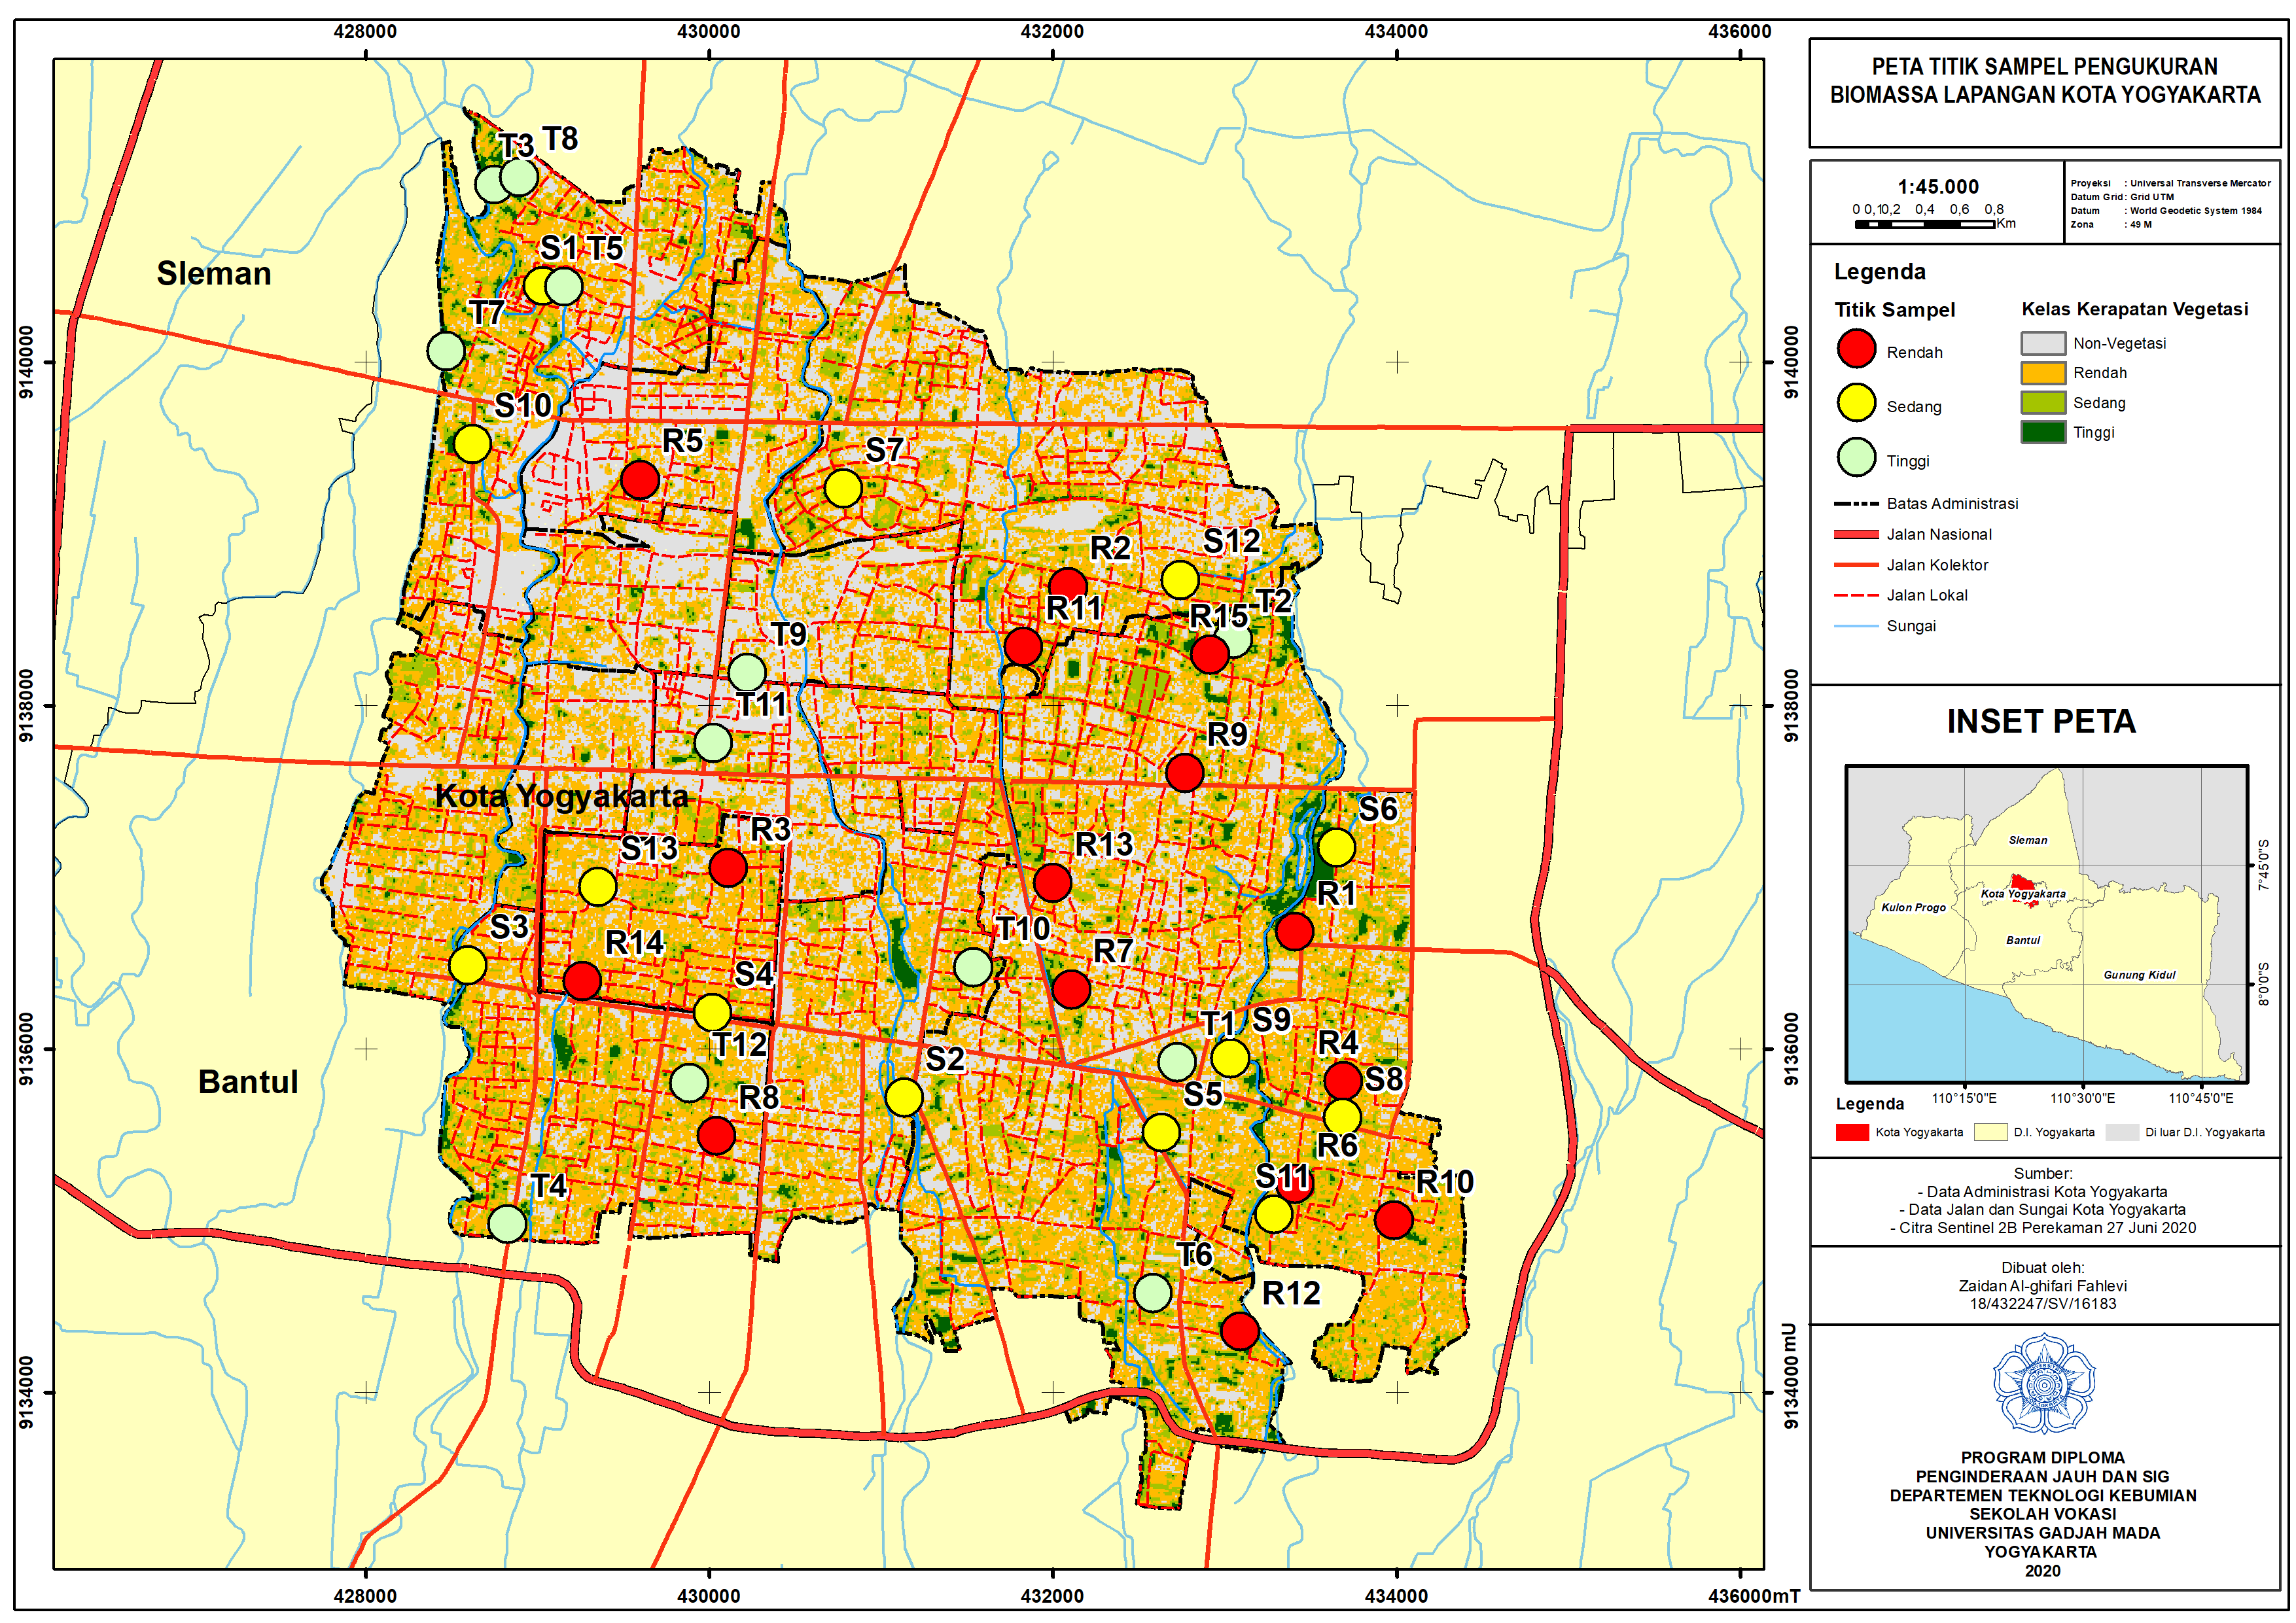 428000
430000
432000
434000
436000
9140000
9138000
9136000
9134000
9140000
9138000
9136000
9134000 mU
428000
430000
432000
434000
436000mT
Sleman
Bantul
Kota Yogyakarta
T3
T8
S1
T5
T7
S10
R5
S7
R2
S12
R11
R15
T2
T9
T11
R9
S6
S13
R3
R13
R1
S3
R14
S4
T10
R7
T12
R8
S2
T1
S9
R4
S8
S5
R6
S11
R10
T4
T6
R12
PETA TITIK SAMPEL PENGUKURAN
BIOMASSA LAPANGAN KOTA YOGYAKARTA
1:45.000
0 0,10,2 0,4 0,6 0,8
Km
Proyeksi : Universal Transverse Mercator
Datum Grid: Grid UTM
Datum : World Geodetic System 1984
Zona : 49 M
Legenda
Titik Sampel
Rendah
Sedang
Tinggi
Batas Administrasi
Jalan Nasional
Jalan Kolektor
Jalan Lokal
Sungai
Kelas Kerapatan Vegetasi
Non-Vegetasi
Rendah
Sedang
Tinggi
INSET PETA
Sleman
Kota Yogyakarta
Kulon Progo
Bantul
Gunung Kidul
7°45'0"S
8°0'0"S
110°15'0"E
110°30'0"E
110°45'0"E
Legenda
Kota Yogyakarta
D.I. Yogyakarta
Di luar D.I. Yogyakarta
Sumber:
- Data Administrasi Kota Yogyakarta
- Data Jalan dan Sungai Kota Yogyakarta
- Citra Sentinel 2B Perekaman 27 Juni 2020
Dibuat oleh:
Zaidan Al-ghifari Fahlevi
18/432247/SV/16183
PROGRAM DIPLOMA
PENGINDERAAN JAUH DAN SIG
DEPARTEMEN TEKNOLOGI KEBUMIAN
SEKOLAH VOKASI
UNIVERSITAS GADJAH MADA
YOGYAKARTA
2020